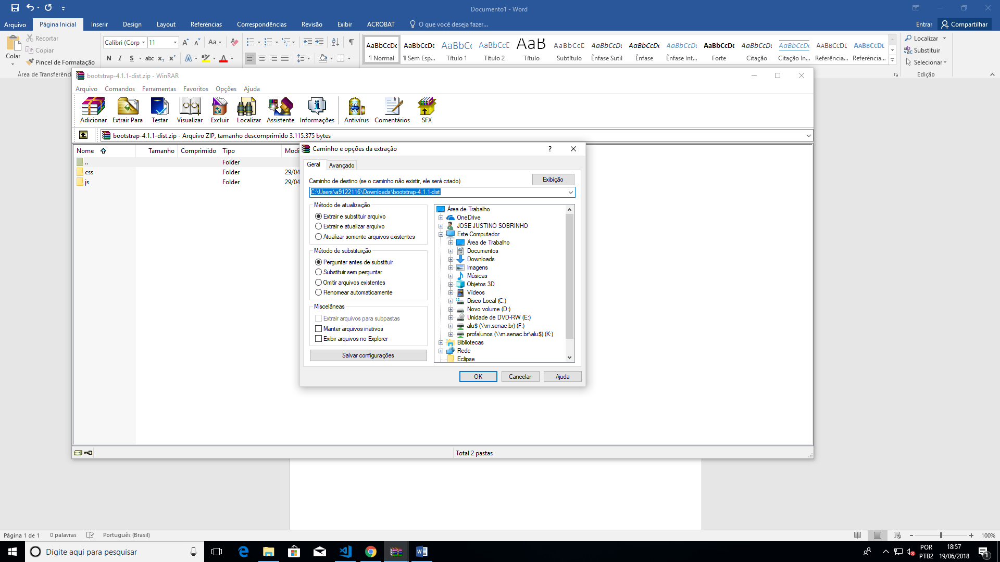 Documento1 - Word
Arquivo Página Inicial Inserir Design Layout Referências Correspondências Revisão Exibir ACROBAT O que você deseja fazer... Entrar Compartilhar
Colar
Recortar
Copiar
Pincel de Formatação
Área de Transferênci
Calibri (Corp 11
AaBbCcDc AaBbCcDc AaBbC AaBbCcD AaB AaBbCcD AaBbCcDc AaBbCcDc AaBbCcDc AaBbCcDc AaBbCcDc AaBbCcDc AABBCCDC AABBCCDC
¶ Normal ¶ Sem Esp... Título 1 Título 2 Título Subtítulo Ênfase Sutil Ênfase Ênfase Int... Forte Citação Citação In... Referência... Referência...
Localizar
Substituir
Selecionar
Edição
bootstrap-4.1.1-dist.zip - WinRAR
Arquivo Comandos Ferramentas Favoritos Opções Ajuda
Adicionar Extrair Para Testar Visualizar Excluir Localizar Assistente Informações Antivírus Comentários SFX
bootstrap-4.1.1-dist.zip - Arquivo ZIP, tamanho descomprimido 3.115.375 bytes
Nome Tamanho Comprimido Tipo Modi
.. Folder
css Folder 29/04
js Folder 29/04
Total 2 pastas
Caminho e opções da extração
Geral Avançado
Caminho de destino (se o caminho não existir, ele será criado)
Exibição
C:\Users\a9122116\Downloads\bootstrap-4.1.1-dist
Método de atualização
Extrair e substituir arquivo
Extrair e atualizar arquivo
Atualizar somente arquivos existentes
Método de substituição
Perguntar antes de substituir
Substituir sem perguntar
Omitir arquivos existentes
Renomear automaticamente
Miscelâneas
Extrair arquivos para subpastas
Manter arquivos inativos
Exibir arquivos no Explorer
Salvar configurações
Área de Trabalho
OneDrive
JOSE JUSTINO SOBRINHO
Este Computador
Área de Trabalho
Documentos
Downloads
Imagens
Músicas
Objetos 3D
Vídeos
Disco Local (C:)
Novo volume (D:)
Unidade de DVD-RW (E:)
alu$ (\\m.senac.br) (F:)
profalunos (\\m.senac.br\alu$) (K:)
Bibliotecas
Rede
Eclipse
OK Cancelar Ajuda
Página 1 de 1 0 palavras Português (Brasil) 100%
Digite aqui para pesquisar
POR
PTB2
18:57
19/06/2018
1